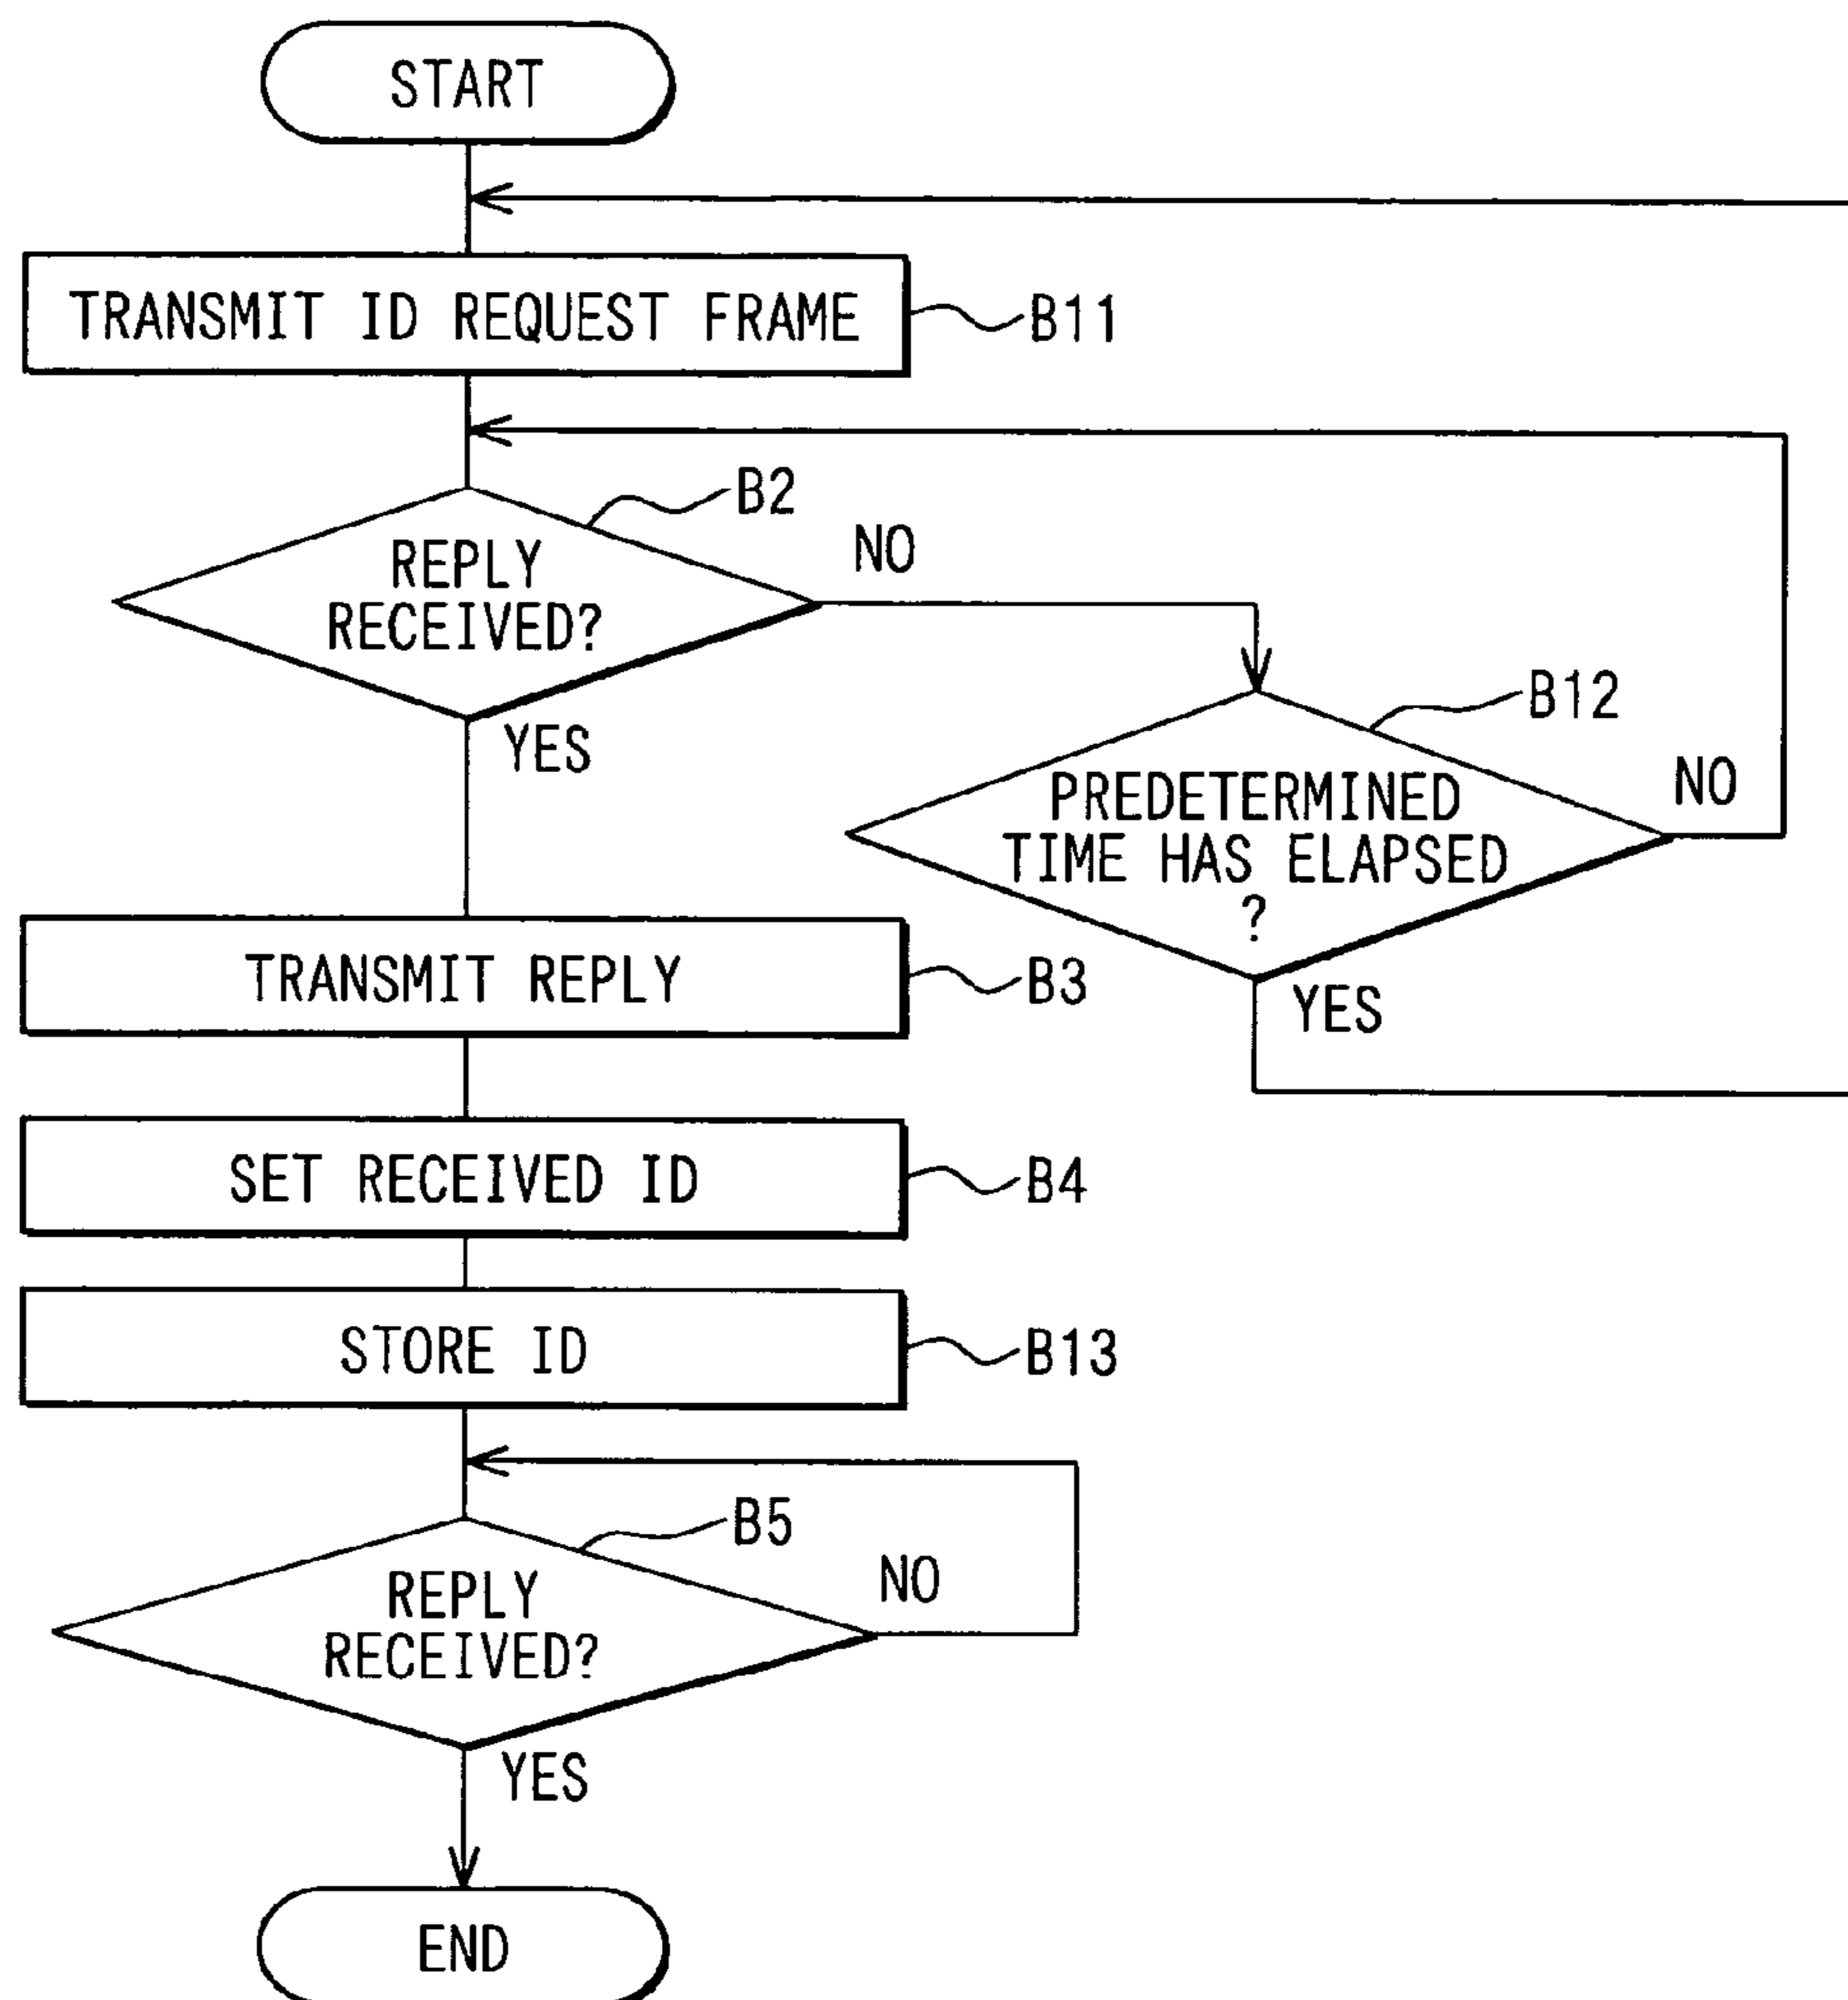 START
TRANSMIT ID REQUEST FRAME
B11
B2
REPLY
RECEIVED?
NO
YES
B12
PREDETERMINED
TIME HAS ELAPSED
?
NO
YES
TRANSMIT REPLY
B3
SET RECEIVED ID
B4
STORE ID
B13
B5
REPLY
RECEIVED?
NO
YES
END